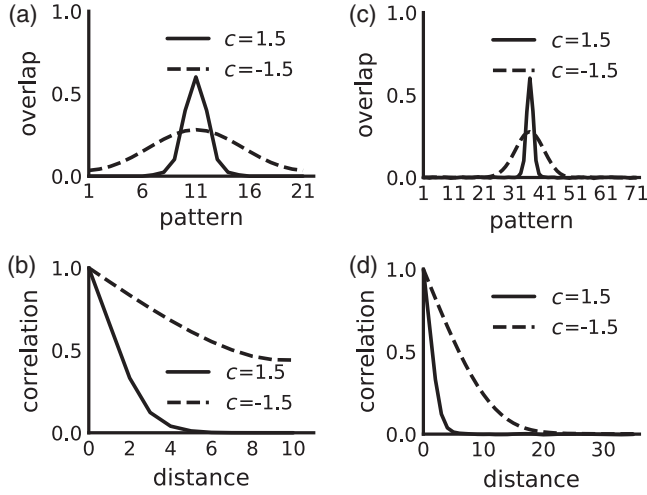 (a)
1.0
0.5
0.0
overlap
c=1.5
c=-1.5
1 6 11 16 21
pattern
(c)
1.0
0.5
0.0
overlap
c=1.5
c=-1.5
1 11 21 31 41 51 61 71
pattern
(b)
1.0
0.5
0.0
correlation
c=1.5
c=-1.5
0 2 4 6 8 10
distance
(d)
1.0
0.5
0.0
correlation
c=1.5
c=-1.5
0 10 20 30
distance